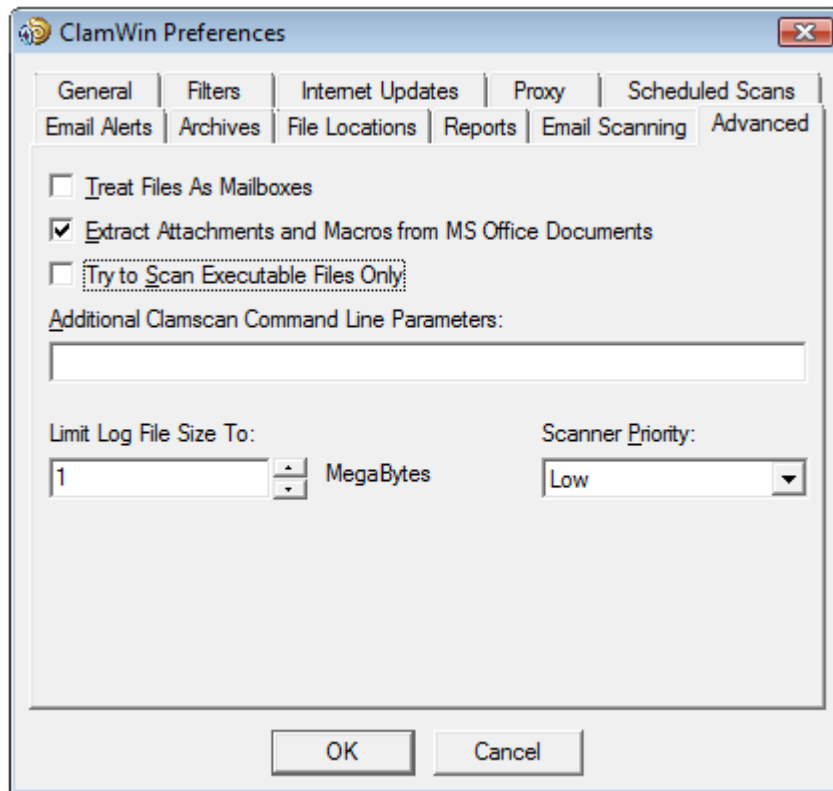 ClamWin Preferences
General Filters Internet Updates Proxy Scheduled Scans
Email Alerts Archives File Locations Reports Email Scanning Advanced
Treat Files As Mailboxes
Extract Attachments and Macros from MS Office Documents
Try to Scan Executable Files Only
Additional Clamscan Command Line Parameters:
Limit Log File Size To: Scanner Priority:
1 MegaBytes Low
OK Cancel